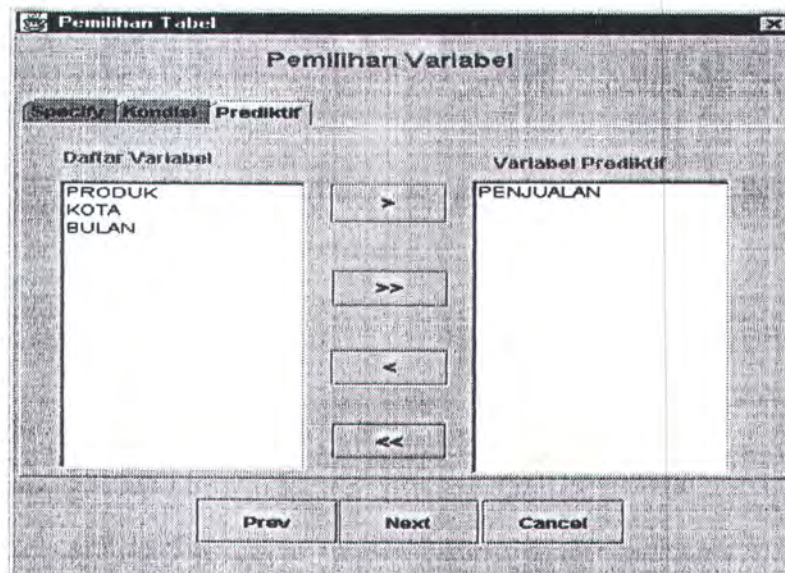 Pemilihan Tabel
Pemilihan Variabel
Specify Kondisi Prediktif
Daftar Variabel
Variabel Prediktif
PRODUK
KOTA
BULAN
PENJUALAN
>
>>
<
<<
Prev Next Cancel